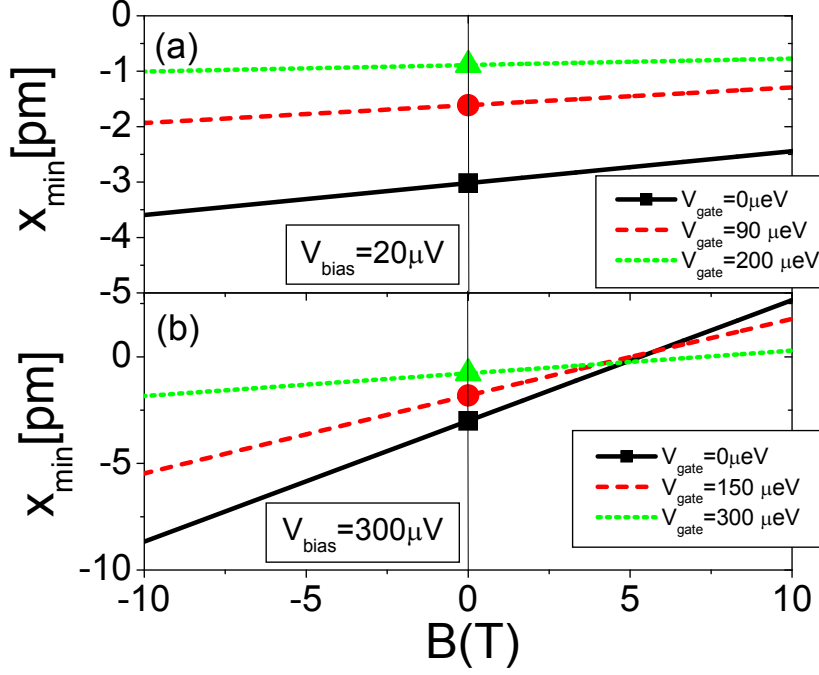 0
(a)
-1
-2
-3
-4
-5
x_min[pm]
V_bias=20μV
V_gate=0μeV
V_gate=90 μeV
V_gate=200 μeV
(b)
0
-5
-10
x_min[pm]
V_bias=300μV
V_gate=0μeV
V_gate=150 μeV
V_gate=300 μeV
-10 -5 0 5 10
B(T)